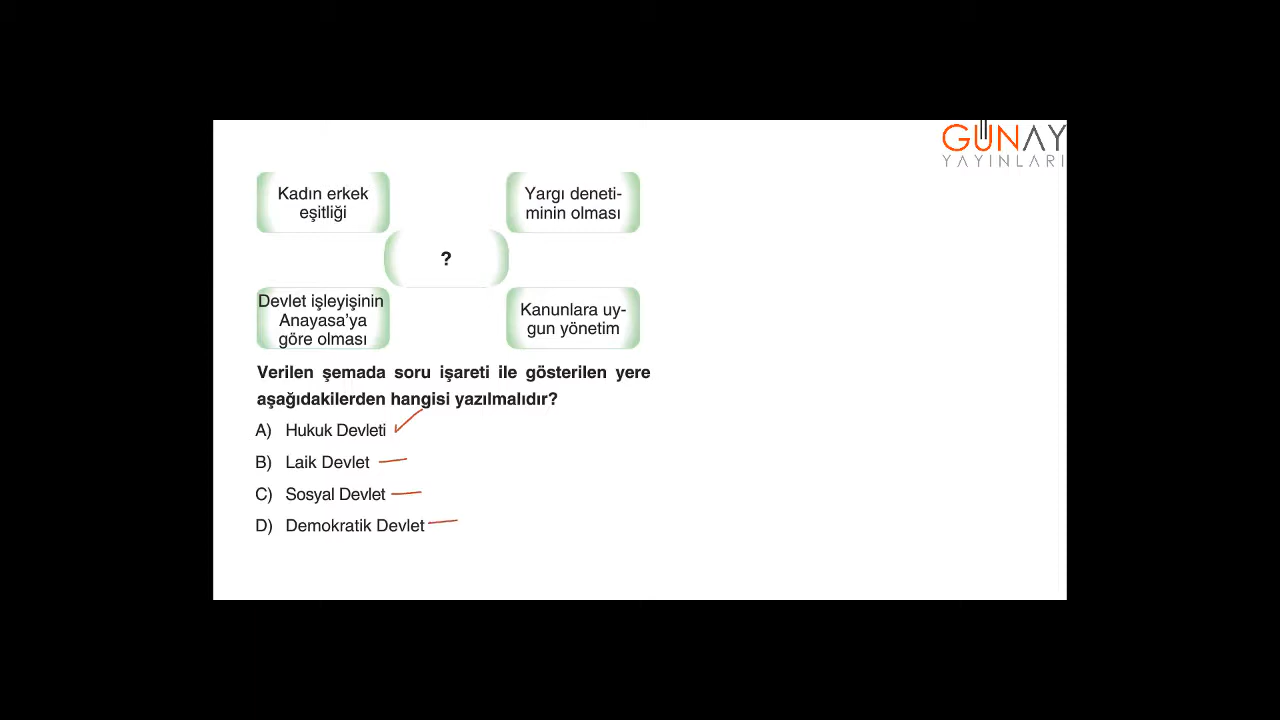 GÜNAY
YAYINLARI
Kadın erkek
eşitliği
Yargı deneti-
minin olması
?
Devlet işleyişinin
Anayasa'ya
göre olması
Kanunlara uy-
gun yönetim
Verilen şemada soru işareti ile gösterilen yere
aşağıdakilerden hangisi yazılmalıdır?
A) Hukuk Devleti
B) Laik Devlet
C) Sosyal Devlet
D) Demokratik Devlet